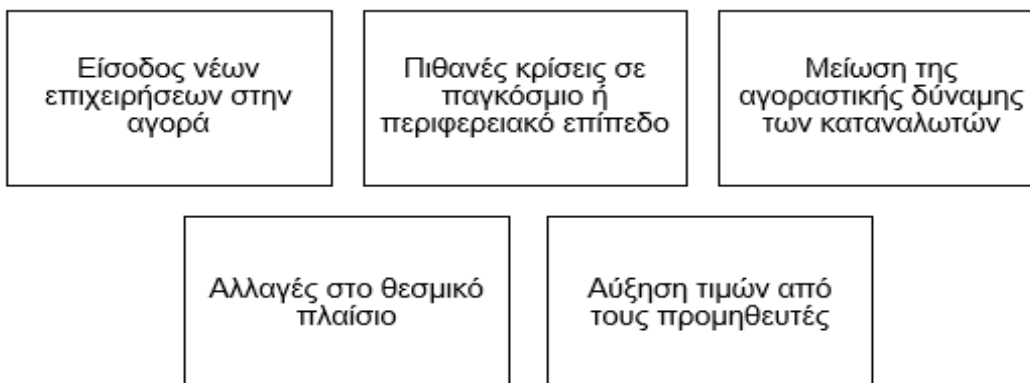 Είσοδος νέων
επιχειρήσεων στην
αγορά
Πιθανές κρίσεις σε
παγκόσμιο ή
περιφερειακό επίπεδο
Μείωση της
αγοραστικής δύναμης
των καταναλωτών
Αλλαγές στο θεσμικό
πλαίσιο
Αύξηση τιμών από
τους προμηθευτές